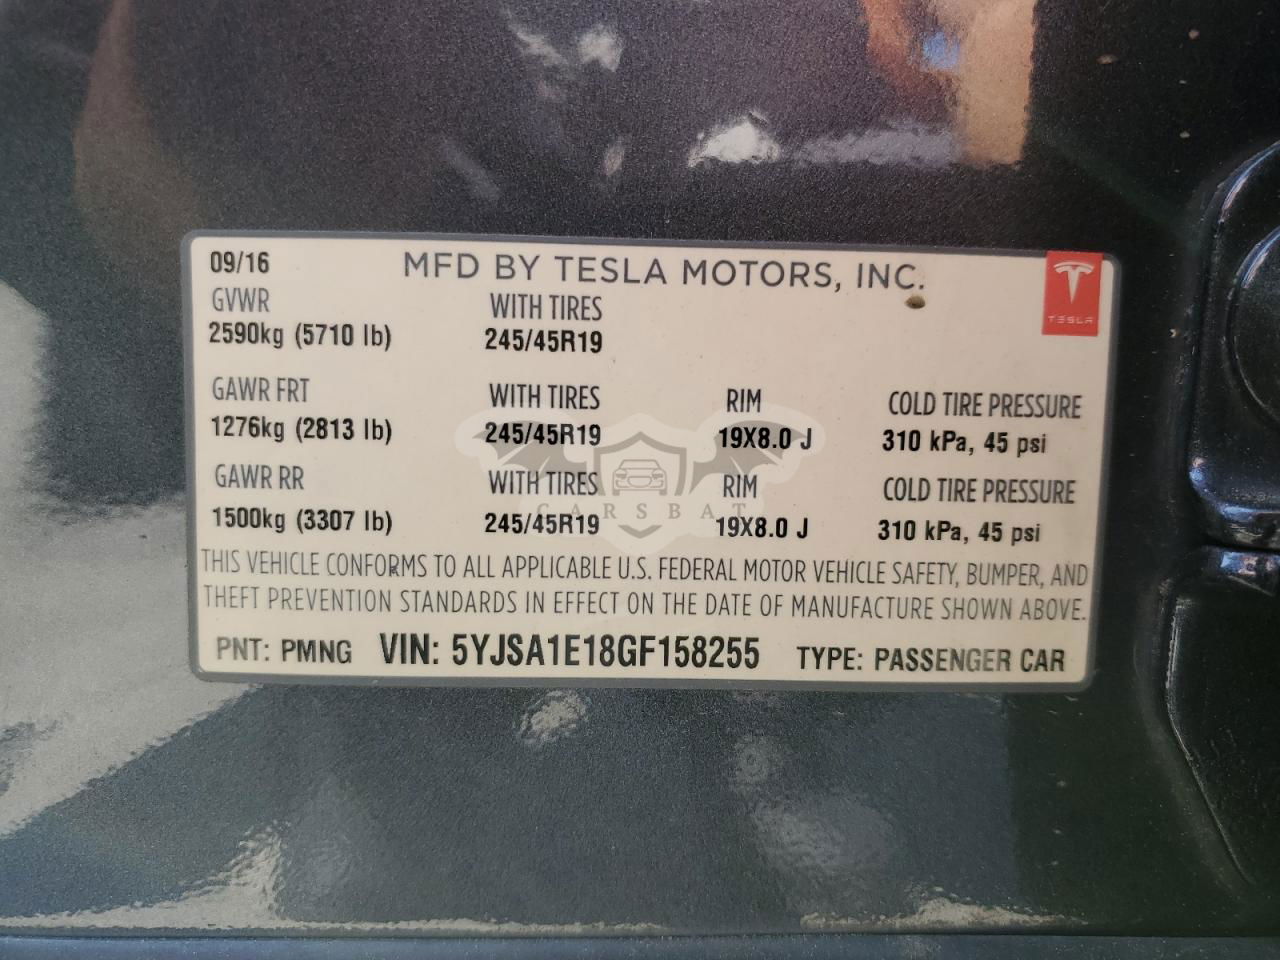 09/16 MFD BY TESLA MOTORS, INC.
TESLA
GVWR WITH TIRES
2590kg (5710 lb) 245/45R19
GAWR FRT WITH TIRES RIM COLD TIRE PRESSURE
1276kg (2813 lb) 245/45R19 19X8.0 J 310 kPa, 45 psi
GAWR RR WITH TIRES RIM COLD TIRE PRESSURE
CARSBAT
1500kg (3307 lb) 245/45R19 19X8.0 J 310 kPa, 45 psi
THIS VEHICLE CONFORMS TO ALL APPLICABLE U.S. FEDERAL MOTOR VEHICLE SAFETY, BUMPER, AND
THEFT PREVENTION STANDARDS IN EFFECT ON THE DATE OF MANUFACTURE SHOWN ABOVE.
PNT: PMNG VIN: 5YJSA1E18GF158255 TYPE: PASSENGER CAR